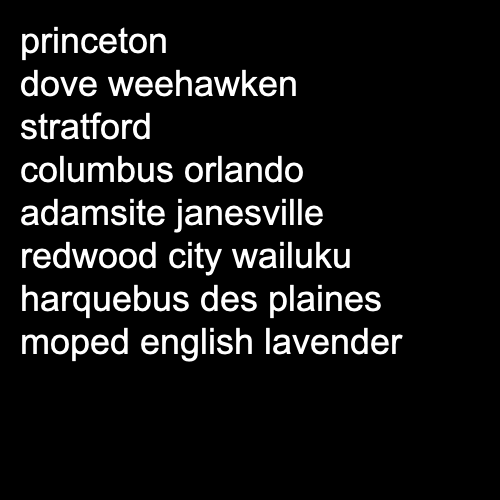 princeton
dove weehawken
stratford
columbus orlando
adamsite janesville
redwood city wailuku
harquebus des plaines
moped english lavender